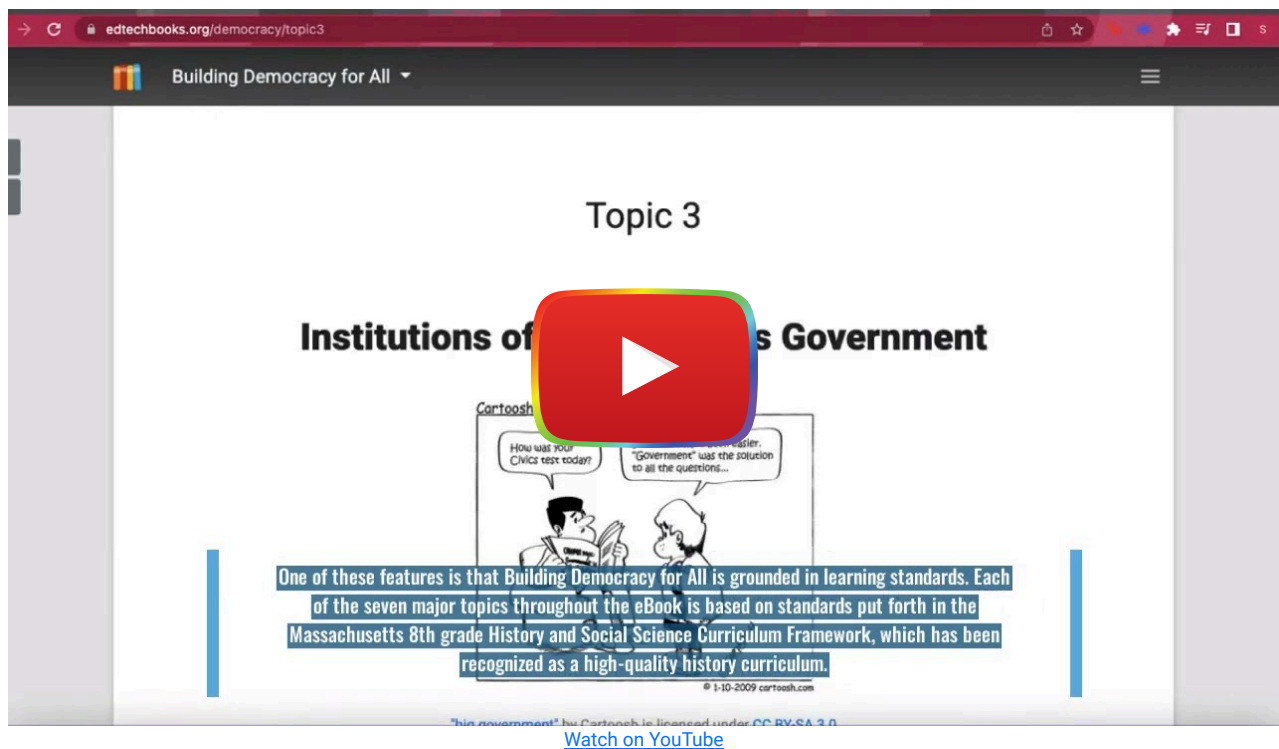 edtechbooks.org/democracy/topic3
S
Building Democracy for All
Topic 3
Institutions of s Government
Cartoosh
How was your
Civics test today?
easier.
"Government" was the solution
to all the questions...
One of these features is that Building Democracy for All is grounded in learning standards. Each
of the seven major topics throughout the eBook is based on standards put forth in the
Massachusetts 8th grade History and Social Science Curriculum Framework, which has been
recognized as a high-quality history curriculum.
© 1-10-2009 cartoosh.com
"big government" by Cartoosh is licensed under CC BY-SA 3.0
Watch on YouTube